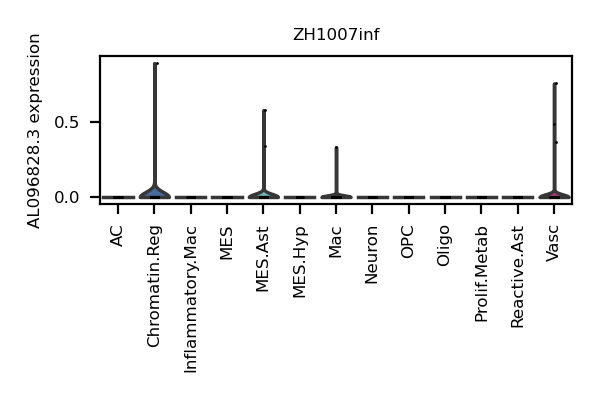 ZH1007inf
AL096828.3 expression
0.5
0.0
AC
Chromatin.Reg
Inflammatory.Mac
MES
MES.Ast
MES.Hyp
Mac
Neuron
OPC
Oligo
Prolif.Metab
Reactive.Ast
Vasc